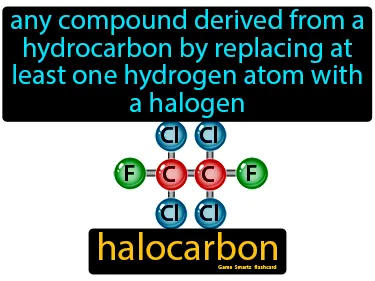 any compound derived from a
hydrocarbon by replacing at
least one hydrogen atom with
a halogen
Cl Cl
F C C F
Cl Cl
halocarbon
Game Smartz flashcard